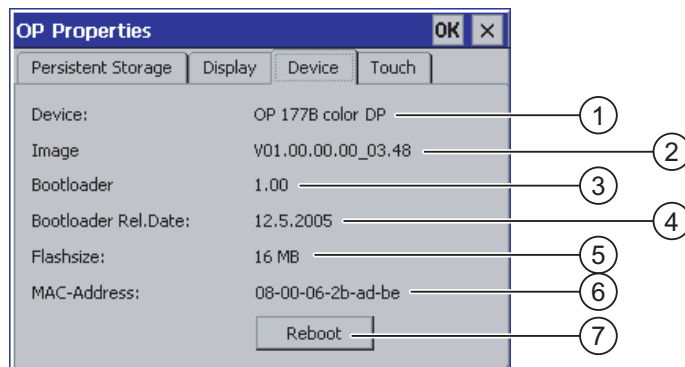 OP Properties OK ×
Persistent Storage Display Device Touch
Device: OP 177B color DP 1
Image V01.00.00.00_03.48 2
Bootloader 1.00 3
Bootloader Rel.Date: 12.5.2005 4
Flashsize: 16 MB 5
MAC-Address: 08-00-06-2b-ad-be 6
Reboot 7